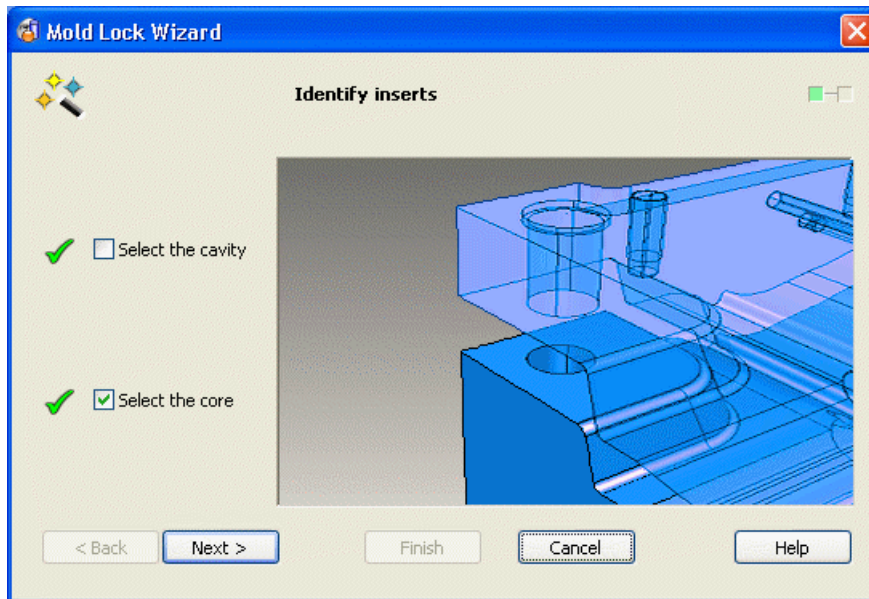 Mold Lock Wizard
Identify inserts
Select the cavity
Select the core
< Back
Next >
Finish
Cancel
Help